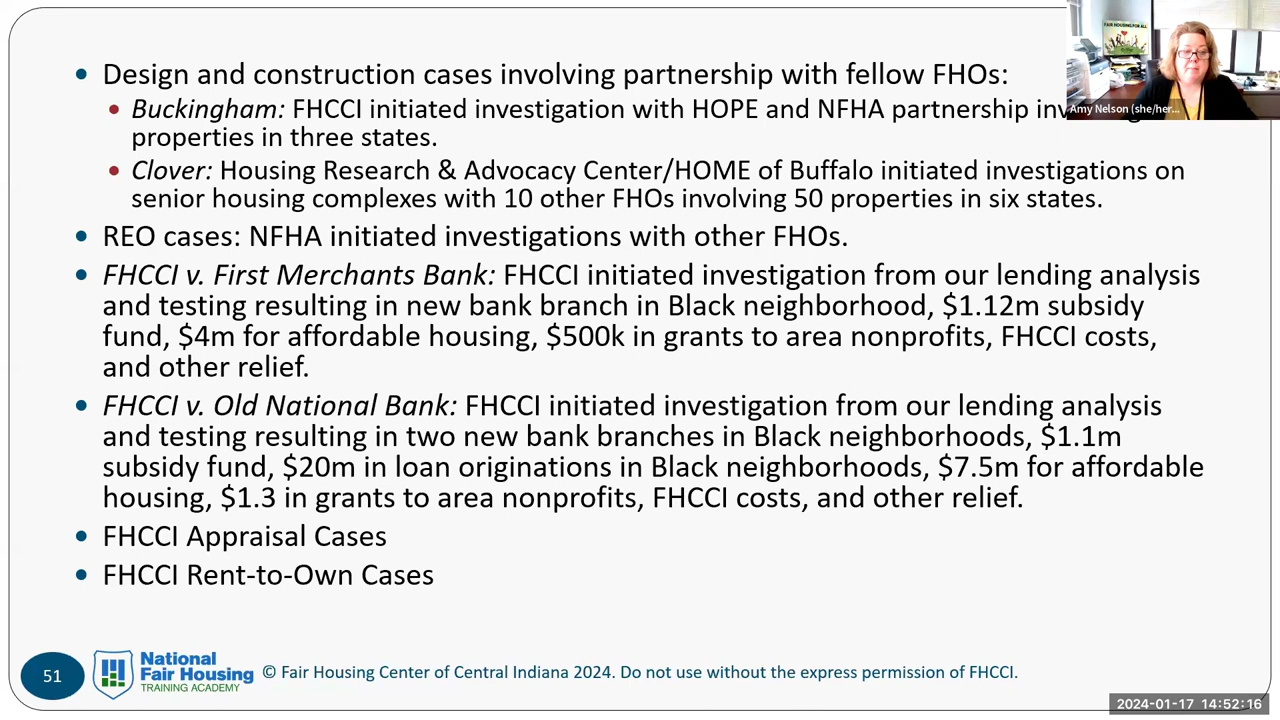 • Design and construction cases involving partnership with fellow FHOs:
• Buckingham: FHCCI initiated investigation with HOPE and NFHA partnership
properties in three states.
• Clover: Housing Research & Advocacy Center/HOME of Buffalo initiated investigations on
senior housing complexes with 10 other FHOs involving 50 properties in six states.
• REO cases: NFHA initiated investigations with other FHOs.
• FHCCI v. First Merchants Bank: FHCCI initiated investigation from our lending analysis
and testing resulting in new bank branch in Black neighborhood, $1.12m subsidy
fund, $4m for affordable housing, $500k in grants to area nonprofits, FHCCI costs,
and other relief.
• FHCCI v. Old National Bank: FHCCI initiated investigation from our lending analysis
and testing resulting in two new bank branches in Black neighborhoods, $1.1m
subsidy fund, $20m in loan originations in Black neighborhoods, $7.5m for affordable
housing, $1.3 in grants to area nonprofits, FHCCI costs, and other relief.
• FHCCI Appraisal Cases
• FHCCI Rent-to-Own Cases
FAIR HOUSING FOR ALL
Amy Nelson (she/her...
51
National
Fair Housing
TRAINING ACADEMY
© Fair Housing Center of Central Indiana 2024. Do not use without the express permission of FHCCI.
2024-01-17 14:52:16